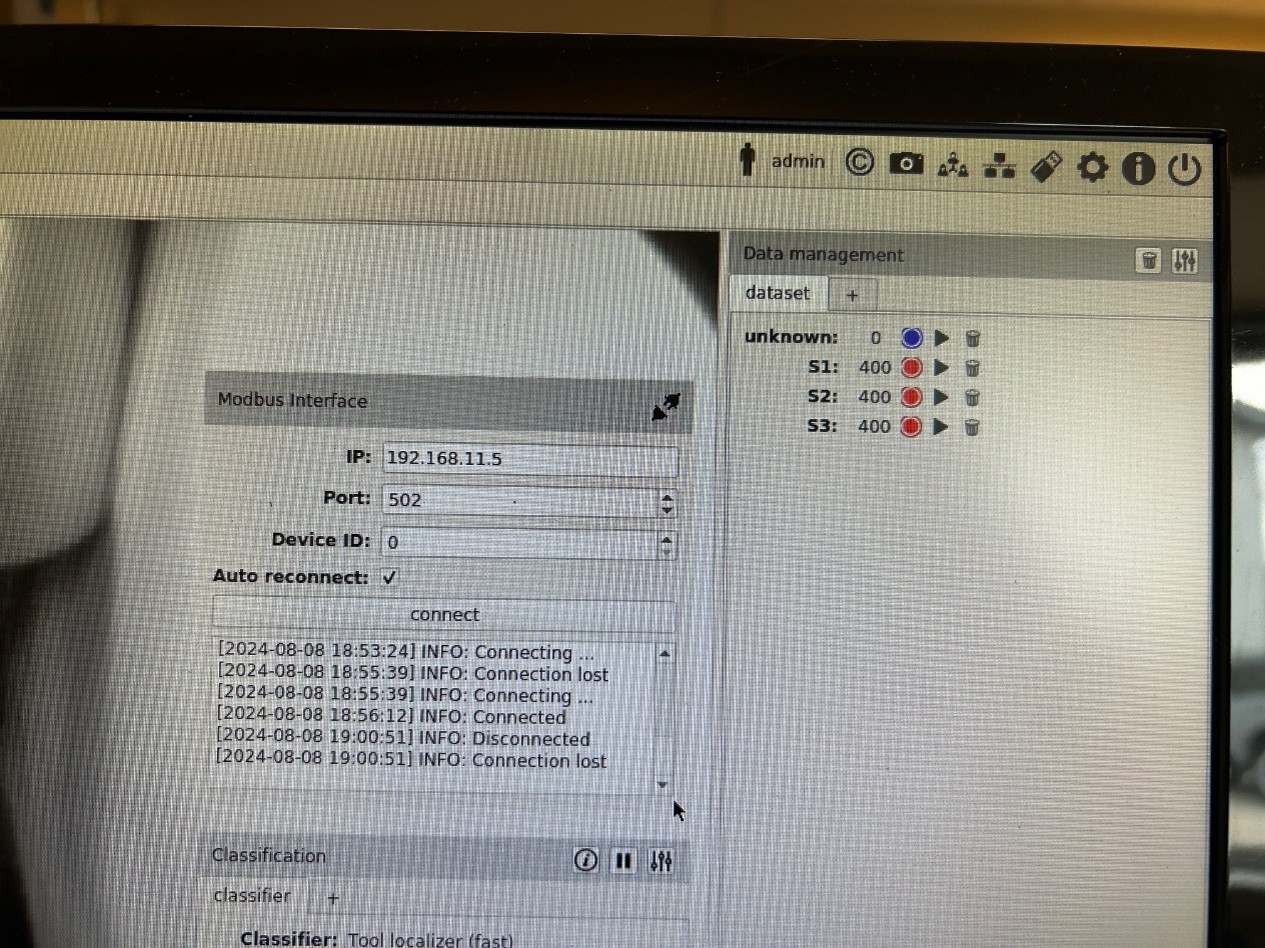 admin
Data management
dataset +
unknown: 0
S1: 400
S2: 400
S3: 400
Modbus Interface
IP: 192.168.11.5
Port: 502
Device ID: 0
Auto reconnect: ✓
connect
[2024-08-08 18:53:24] INFO: Connecting ...
[2024-08-08 18:55:39] INFO: Connection lost
[2024-08-08 18:55:39] INFO: Connecting ...
[2024-08-08 18:56:12] INFO: Connected
[2024-08-08 19:00:51] INFO: Disconnected
[2024-08-08 19:00:51] INFO: Connection lost
Classification
classifier +
Classifier: Tool localizer (fast)